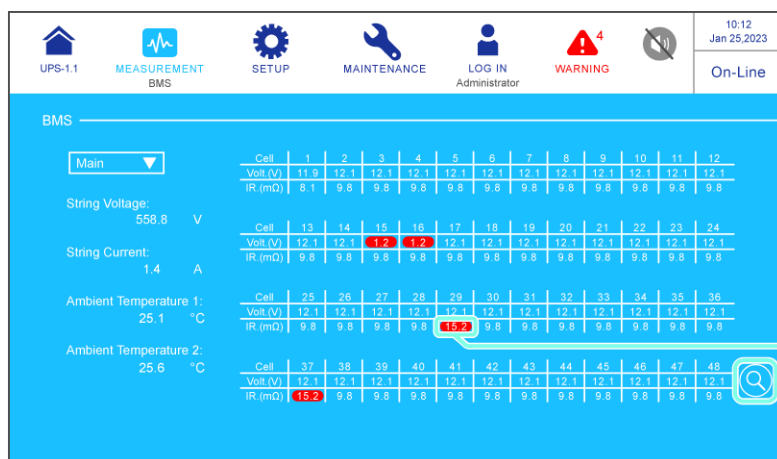 10:12
Jan 25,2023
4
UPS-1.1 MEASUREMENT SETUP MAINTENANCE LOG IN WARNING On-Line
BMS Administrator
BMS
Main
String Voltage:
558.8 V
String Current:
1.4 A
Ambient Temperature 1:
25.1 °C
Ambient Temperature 2:
25.6 °C
Cell 1 2 3 4 5 6 7 8 9 10 11 12
Volt.(V) 11.9 12.1 12.1 12.1 12.1 12.1 12.1 12.1 12.1 12.1 12.1 12.1
IR.(mΩ) 8.1 9.8 9.8 9.8 9.8 9.8 9.8 9.8 9.8 9.8 9.8 9.8
Cell 13 14 15 16 17 18 19 20 21 22 23 24
Volt.(V) 12.1 12.1 1.2 1.2 12.1 12.1 12.1 12.1 12.1 12.1 12.1 12.1
IR.(mΩ) 9.8 9.8 9.8 9.8 9.8 9.8 9.8 9.8 9.8 9.8 9.8 9.8
Cell 25 26 27 28 29 30 31 32 33 34 35 36
Volt.(V) 12.1 12.1 12.1 12.1 12.1 12.1 12.1 12.1 12.1 12.1 12.1 12.1
IR.(mΩ) 9.8 9.8 9.8 9.8 15.2 9.8 9.8 9.8 9.8 9.8 9.8 9.8
Cell 37 38 39 40 41 42 43 44 45 46 47 48
Volt.(V) 12.1 12.1 12.1 12.1 12.1 12.1 12.1 12.1 12.1 12.1 12.1 12.1
IR.(mΩ) 15.2 9.8 9.8 9.8 9.8 9.8 9.8 9.8 9.8 9.8 9.8 9.8